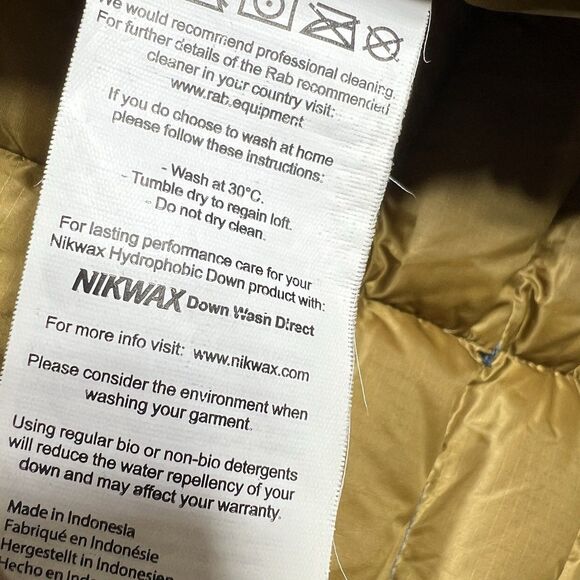 We would recommend professional cleaning.
For further details of the Rab recommended
cleaner in your country visit:
www.rab.equipment
If you do choose to wash at home
please follow these instructions:
- Wash at 30°C.
- Tumble dry to regain loft.
- Do not dry clean.
For lasting performance care for your
Nikwax Hydrophobic Down product with:
NIKWAX Down Wash Direct
For more info visit: www.nikwax.com
Please consider the environment when
washing your garment.
Using regular bio or non-bio detergents
will reduce the water repellency of your
down and may affect your warranty.
Made in Indonesia
Fabriqué en Indonésie
Hergestellt in Indonesien
Hecho en